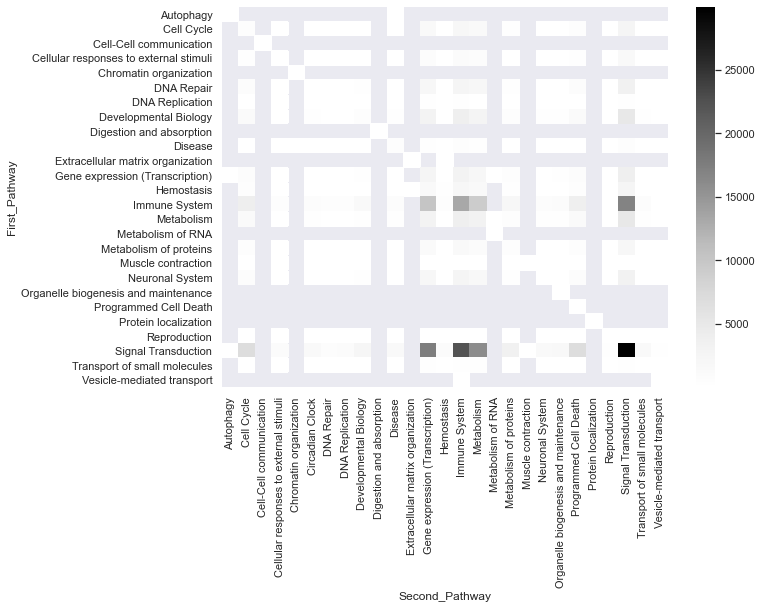 Autophagy
Cell Cycle
Cell-Cell communication
Cellular responses to external stimuli
Chromatin organization
DNA Repair
DNA Replication
Developmental Biology
Digestion and absorption
Disease
Extracellular matrix organization
Gene expression (Transcription)
Hemostasis
Immune System
Metabolism
Metabolism of RNA
Metabolism of proteins
Muscle contraction
Neuronal System
Organelle biogenesis and maintenance
Programmed Cell Death
Protein localization
Reproduction
Signal Transduction
Transport of small molecules
Vesicle-mediated transport
First_Pathway
Autophagy
Cell Cycle
Cell-Cell communication
Cellular responses to external stimuli
Chromatin organization
Circadian Clock
DNA Repair
DNA Replication
Developmental Biology
Digestion and absorption
Disease
Extracellular matrix organization
Gene expression (Transcription)
Hemostasis
Immune System
Metabolism
Metabolism of RNA
Metabolism of proteins
Muscle contraction
Neuronal System
Organelle biogenesis and maintenance
Programmed Cell Death
Protein localization
Reproduction
Signal Transduction
Transport of small molecules
Vesicle-mediated transport
Second_Pathway
25000
20000
15000
10000
5000